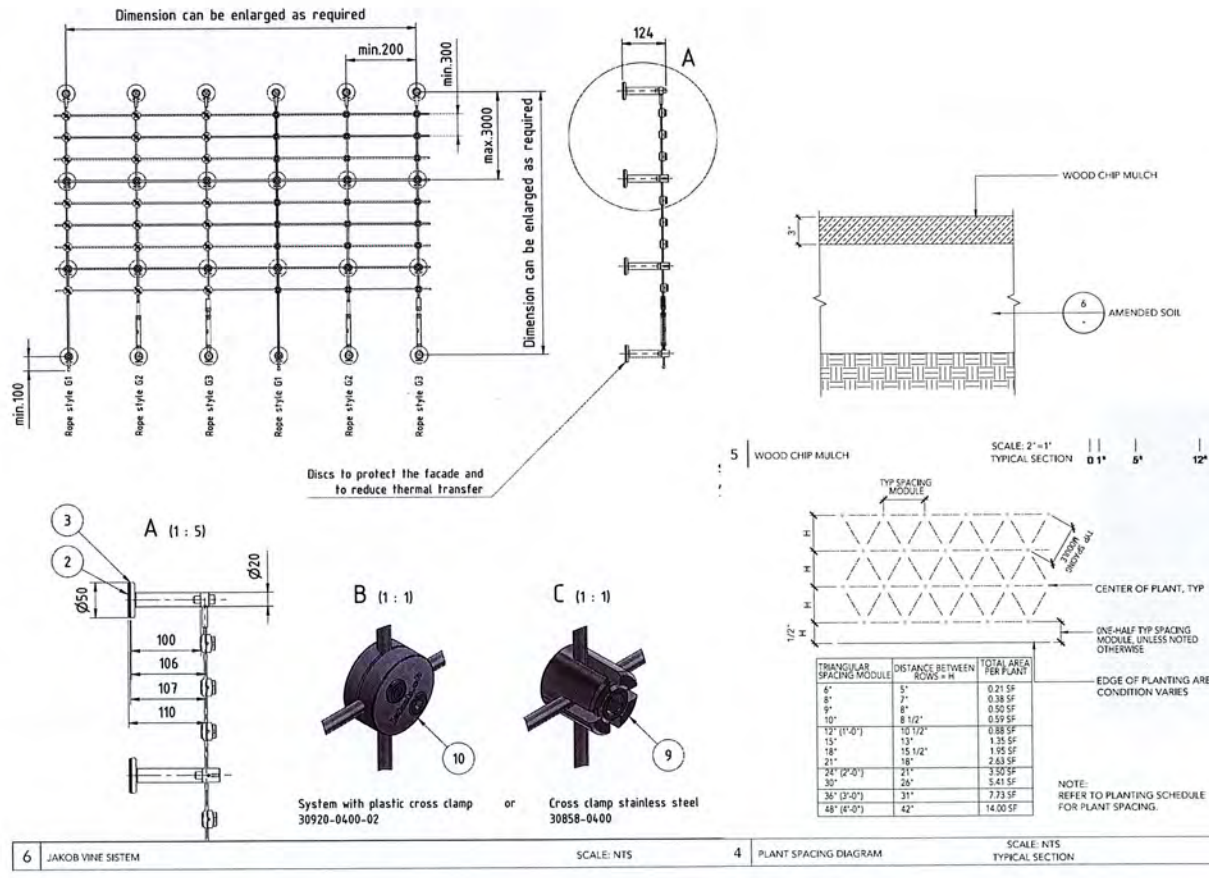 Dimension can be enlarged as required
min.200
min.300
max.3000
Dimension can be enlarged as required
min.100
Rope style G1
Rope style G2
Rope style G3
Rope style G1
Rope style G2
Rope style G3
124
A
Discs to protect the facade and
to reduce thermal transfer
A (1 : 5)
3
2
Ø50
Ø20
100
106
107
110
B (1 : 1)
10
System with plastic cross clamp or
30920-0400-02
C (1 : 1)
9
Cross clamp stainless steel
30858-0400
6 JAKOB VINE SISTEM SCALE: NTS
WOOD CHIP MULCH
3"
6
-
AMENDED SOIL
5 WOOD CHIP MULCH
SCALE: 2"=1'
TYPICAL SECTION
0 1" 5" 12"
TYP SPACING
MODULE
TYP SPACING
MODULE
H
H
H
1/2"
H
CENTER OF PLANT, TYP
ONE-HALF TYP SPACING
MODULE, UNLESS NOTED
OTHERWISE
EDGE OF PLANTING ARE
CONDITION VARIES
TRIANGULAR SPACING MODULE DISTANCE BETWEEN ROWS = H TOTAL AREA PER PLANT
6" 5" 0.21 SF
8" 7" 0.38 SF
9" 8" 0.50 SF
10" 8 1/2" 0.59 SF
12" (1'-0") 10 1/2" 0.88 SF
15" 13" 1.35 SF
18" 15 1/2" 1.95 SF
21" 18" 2.63 SF
24" (2'-0") 21" 3.50 SF
30" 26" 5.41 SF
36" (3'-0") 31" 7.73 SF
48" (4'-0") 42" 14.00 SF
NOTE:
REFER TO PLANTING SCHEDULE
FOR PLANT SPACING.
4 PLANT SPACING DIAGRAM
SCALE: NTS
TYPICAL SECTION